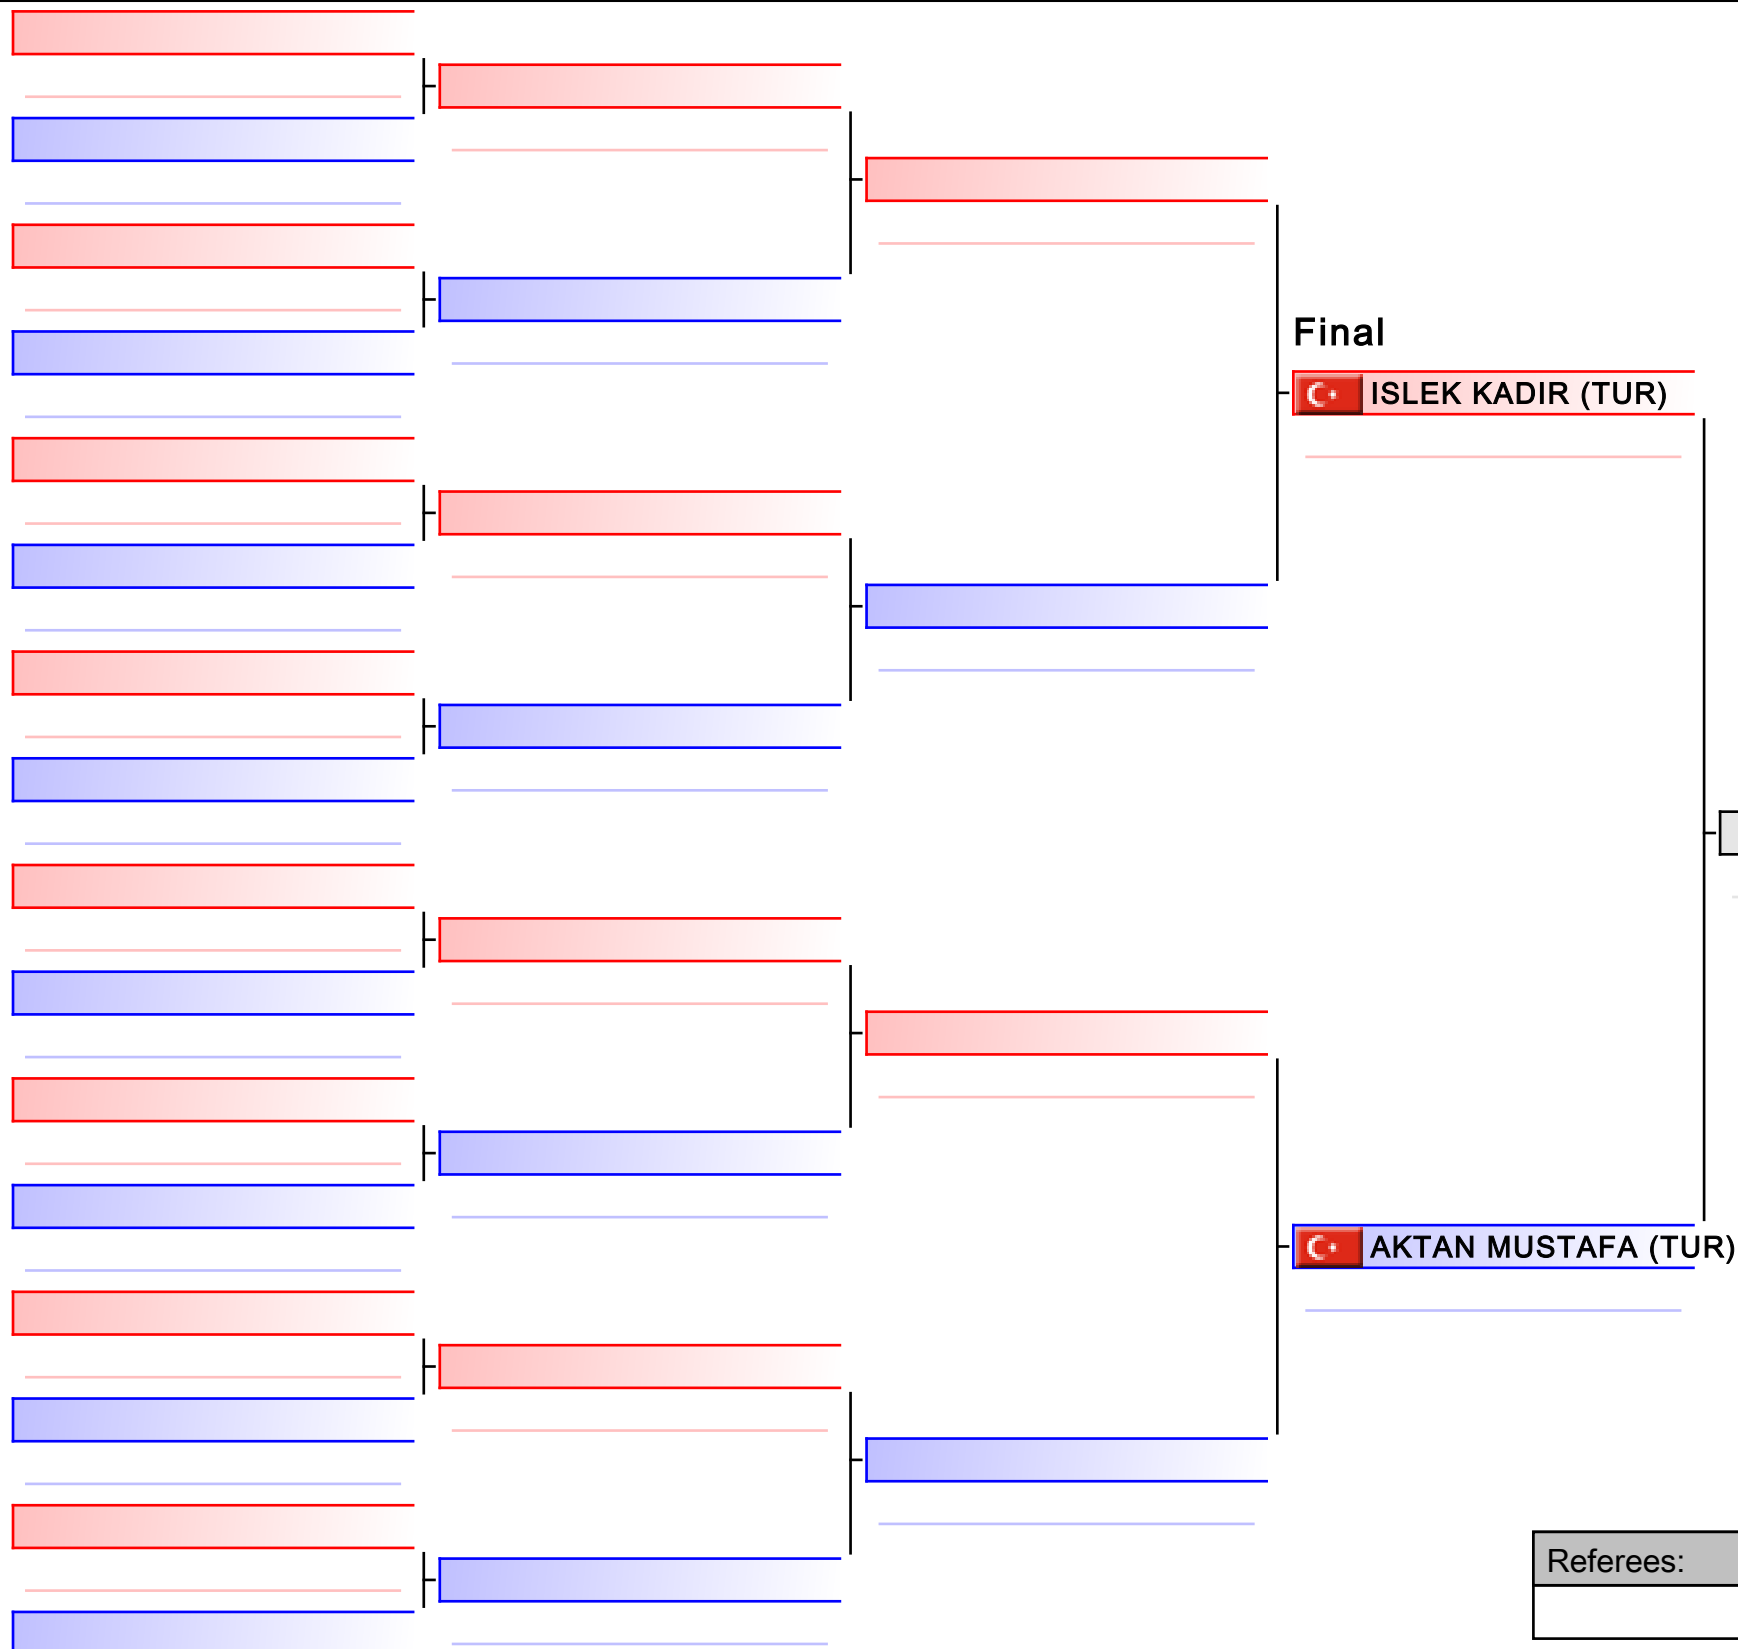 Final
ISLEK KADIR (TUR)
AKTAN MUSTAFA (TUR)
Referees: